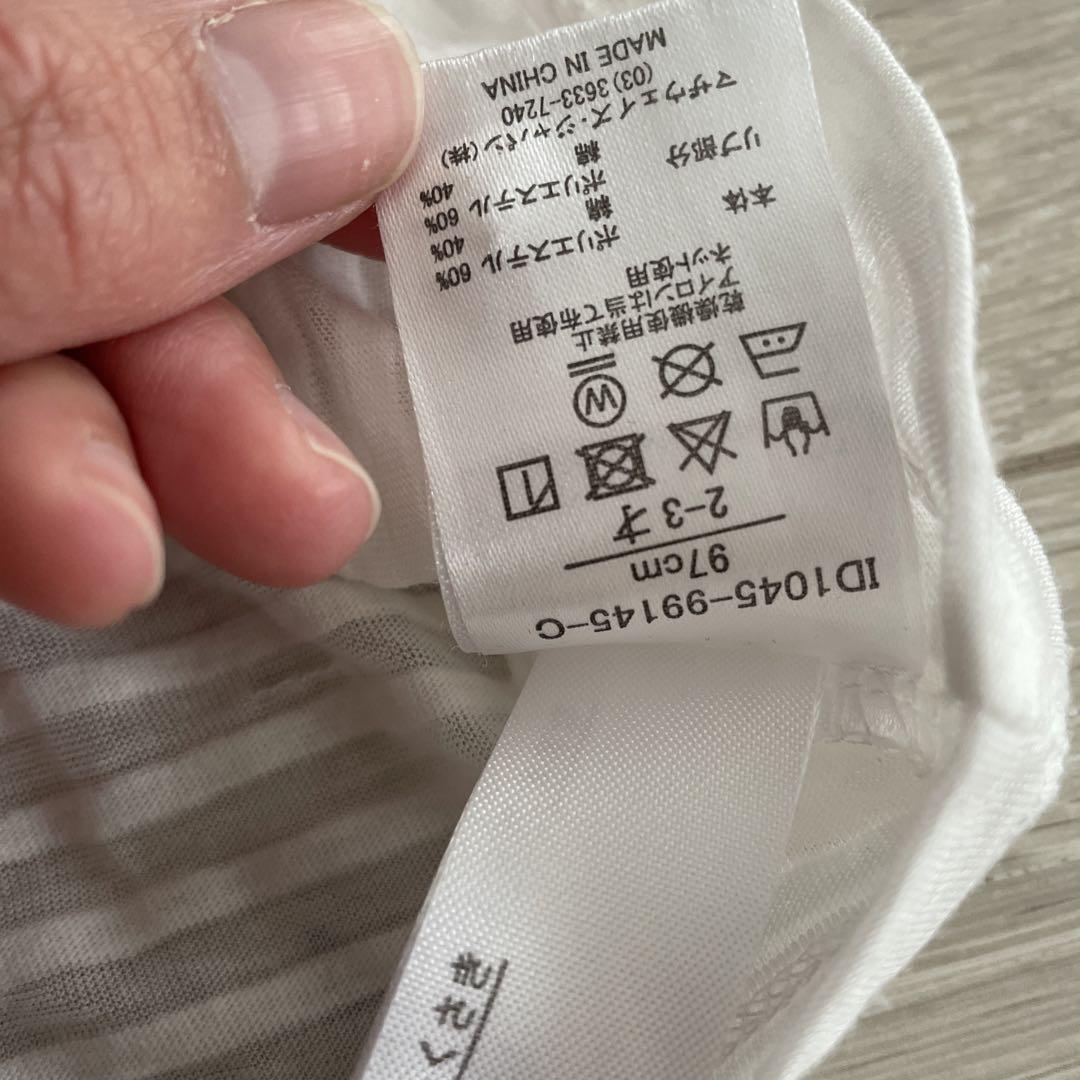 ID1045-99145-C
97cm
2-3才
乾燥機使用禁止
アイロンは当て布使用
ネット使用
本体 ポリエステル 60%
綿 40%
リブ部分 ポリエステル 60%
綿 40%
マザウェイズ・ジャパン(株)
(03)3633-7240
MADE IN CHINA
くさき